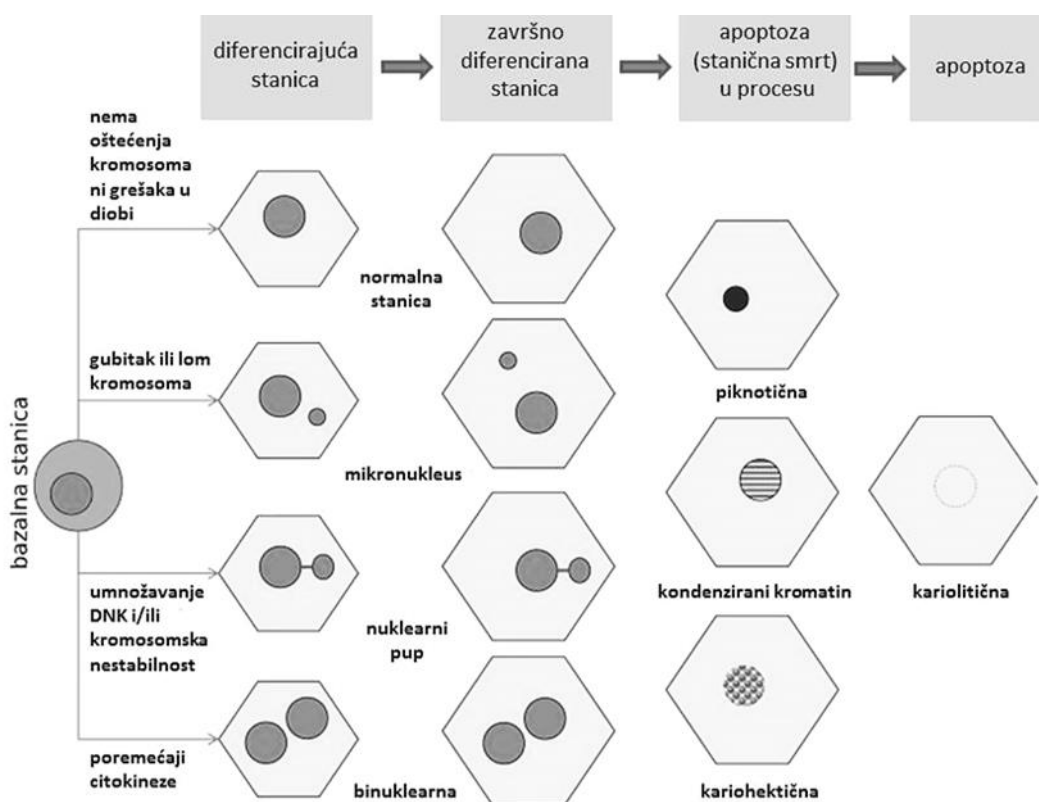 diferencirajuća
stanica
završno
diferencirana
stanica
apoptoza
(stanična smrt)
u procesu
apoptoza
nema
oštećenja
kromosoma
ni grešaka u
diobi
normalna
stanica
gubitak ili lom
kromosoma
mikronukleus
piknotična
bazalna stanica
umnožavanje
DNK i/ili
kromosomska
nestabilnost
nuklearni
pup
kondenzirani kromatin
kariolitična
poremećaji
citokineze
binuklearna
kariohektična